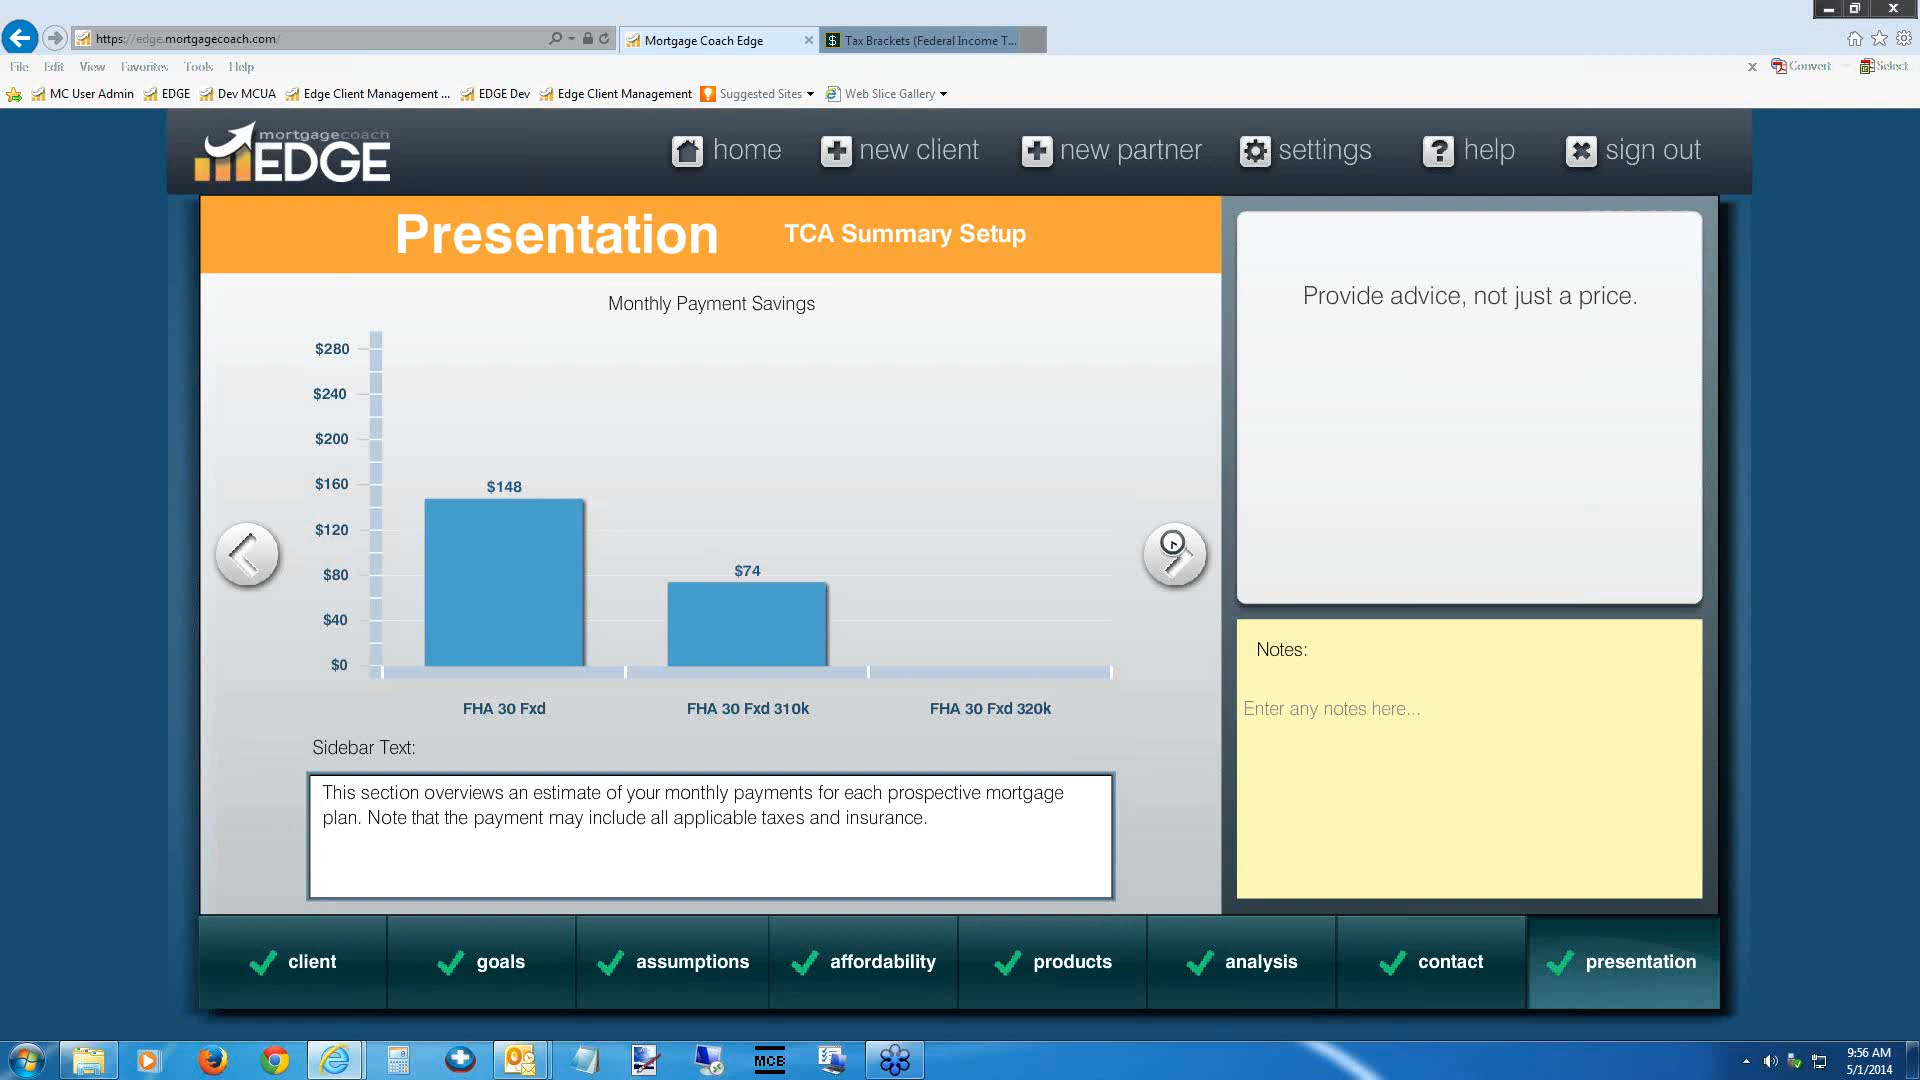 https://edge.mortgagecoach.com/
Mortgage Coach Edge
Tax Brackets (Federal Income T...
File Edit View Favorites Tools Help
x Convert Select
MC User Admin EDGE Dev MCUA Edge Client Management ... EDGE Dev Edge Client Management Suggested Sites Web Slice Gallery
mortgagecoach
EDGE
home new client new partner settings help sign out
Presentation TCA Summary Setup
Monthly Payment Savings
$280
$240
$200
$160
$120
$80
$40
$0
$148
$74
FHA 30 Fxd FHA 30 Fxd 310k FHA 30 Fxd 320k
Sidebar Text:
This section overviews an estimate of your monthly payments for each prospective mortgage
plan. Note that the payment may include all applicable taxes and insurance.
Provide advice, not just a price.
Notes:
Enter any notes here...
client goals assumptions affordability products analysis contact presentation
MCB
9:56 AM
5/1/2014